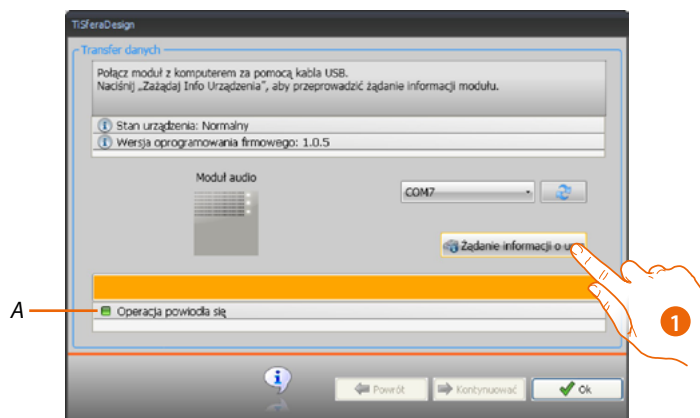 TiSferaDesign
Transfer danych
Połącz moduł z komputerem za pomocą kabla USB.
Naciśnij „Zażądaj Info Urządzenia”, aby przeprowadzić żądanie informacji modułu.
Stan urządzenia: Normalny
Wersja oprogramowania firmowego: 1.0.5
Moduł audio
COM7
Żądanie informacji o
A
Operacja powiodła się
1
Powrót
Kontynuować
Ok